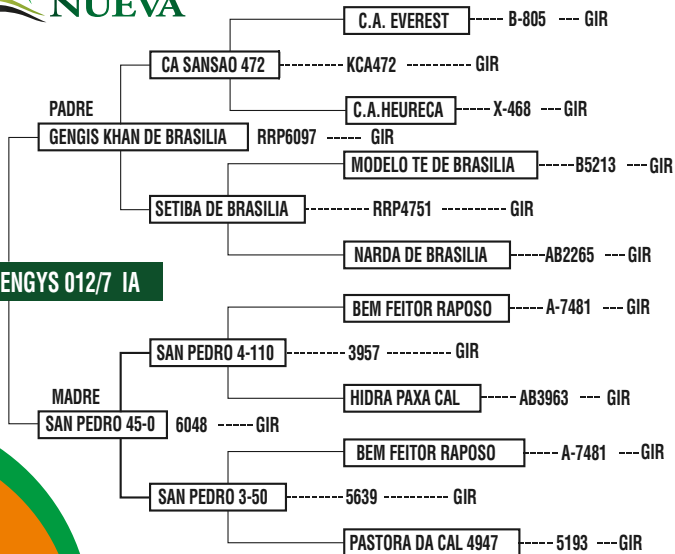 NUEVA
C.A. EVEREST ----- B-805 --- GIR
CA SANSAO 472 --------- KCA472 ---------- GIR
C.A.HEURECA ----- X-468 --- GIR
PADRE
GENGIS KHAN DE BRASILIA RRP6097 ----- GIR
MODELO TE DE BRASILIA -----B5213 --- GIR
SETIBA DE BRASILIA --------- RRP4751 ---------- GIR
NARDA DE BRASILIA -----AB2265 --- GIR
ENGYS 012/7 IA
BEM FEITOR RAPOSO ----- A-7481 --- GIR
SAN PEDRO 4-110 --------- 3957 ---------- GIR
HIDRA PAXA CAL ----- AB3963 --- GIR
MADRE
SAN PEDRO 45-0 6048 -----GIR
BEM FEITOR RAPOSO ----- A-7481 ---GIR
SAN PEDRO 3-50 ---------5639 ---------- GIR
PASTORA DA CAL 4947 ----- 5193 ---GIR